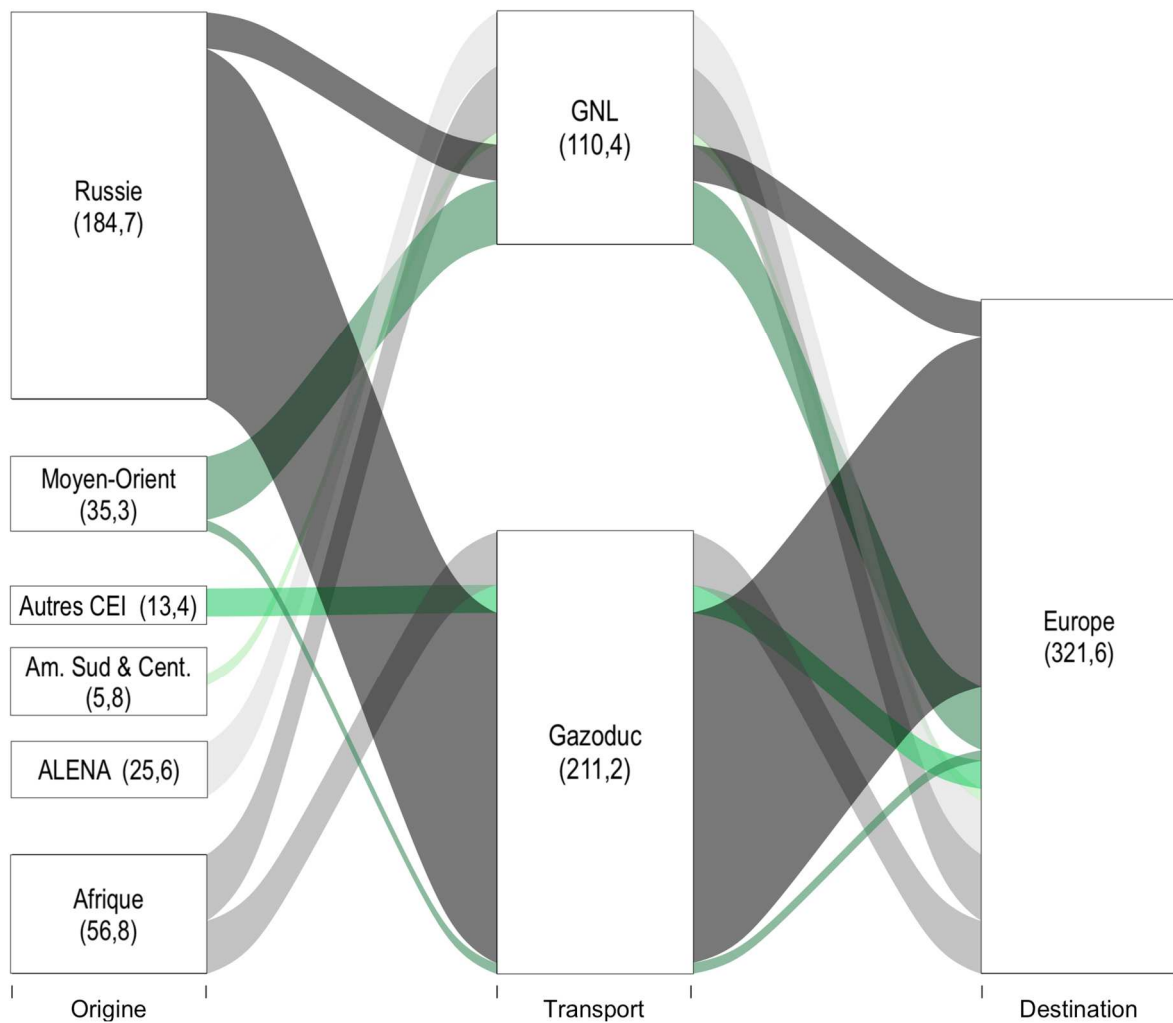 Russie
(184,7)
Moyen-Orient
(35,3)
Autres CEI (13,4)
Am. Sud & Cent.
(5,8)
ALENA (25,6)
Afrique
(56,8)
GNL
(110,4)
Gazoduc
(211,2)
Europe
(321,6)
Origine
Transport
Destination